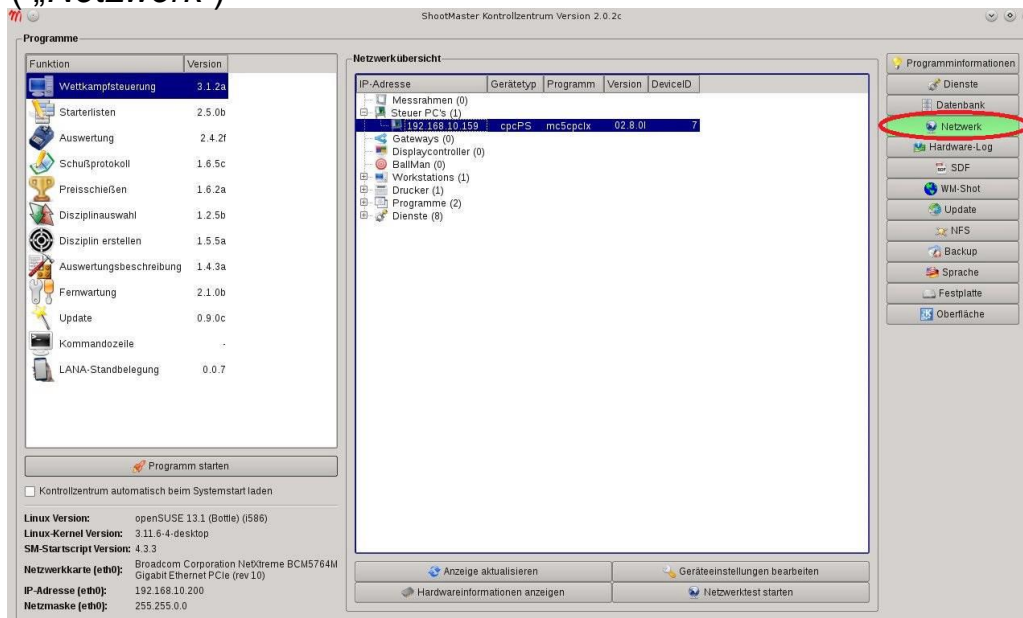 ( „Netzwerk")
ShootMaster Kontrollzentrum Version 2.0.2c
Programme
Funktion Version
Wettkampfsteuerung 3.1.2a
Starterlisten 2.5.0b
Auswertung 2.4.2f
Schußprotokoll 1.6.5c
Preisschießen 1.6.2a
Disziplinauswahl 1.2.5b
Disziplin erstellen 1.5.5a
Auswertungsbeschreibung 1.4.3a
Fernwartung 2.1.0b
Update 0.9.0c
Kommandozeile -
LANA-Standbelegung 0.0.7
Programm starten
Kontrollzentrum automatisch beim Systemstart laden
Linux Version: openSUSE 13.1 (Bottle) (i586)
Linux-Kernel Version: 3.11.6-4-desktop
SM-Startscript Version: 4.3.3
Netzwerkkarte (eth0): Broadcom Corporation NetXtreme BCM5764M
Gigabit Ethernet PCIe (rev 10)
IP-Adresse (eth0): 192.168.10.200
Netzmaske (eth0): 255.255.0.0
Netzwerkübersicht
IP-Adresse Gerätetyp Programm Version DeviceID
Messrahmen (0)
Steuer PC's (1)
192.168.10.159 cpcPS mc5cpclx 02.8.0l 7
Gateways (0)
Displaycontroller (0)
BallMan (0)
Workstations (1)
Drucker (1)
Programme (2)
Dienste (8)
Anzeige aktualisieren
Geräteeinstellungen bearbeiten
Hardwareinformationen anzeigen
Netzwerktest starten
Programminformationen
Dienste
Datenbank
Netzwerk
Hardware-Log
SDF
WM-Shot
Update
NFS
Backup
Sprache
Festplatte
Oberfläche